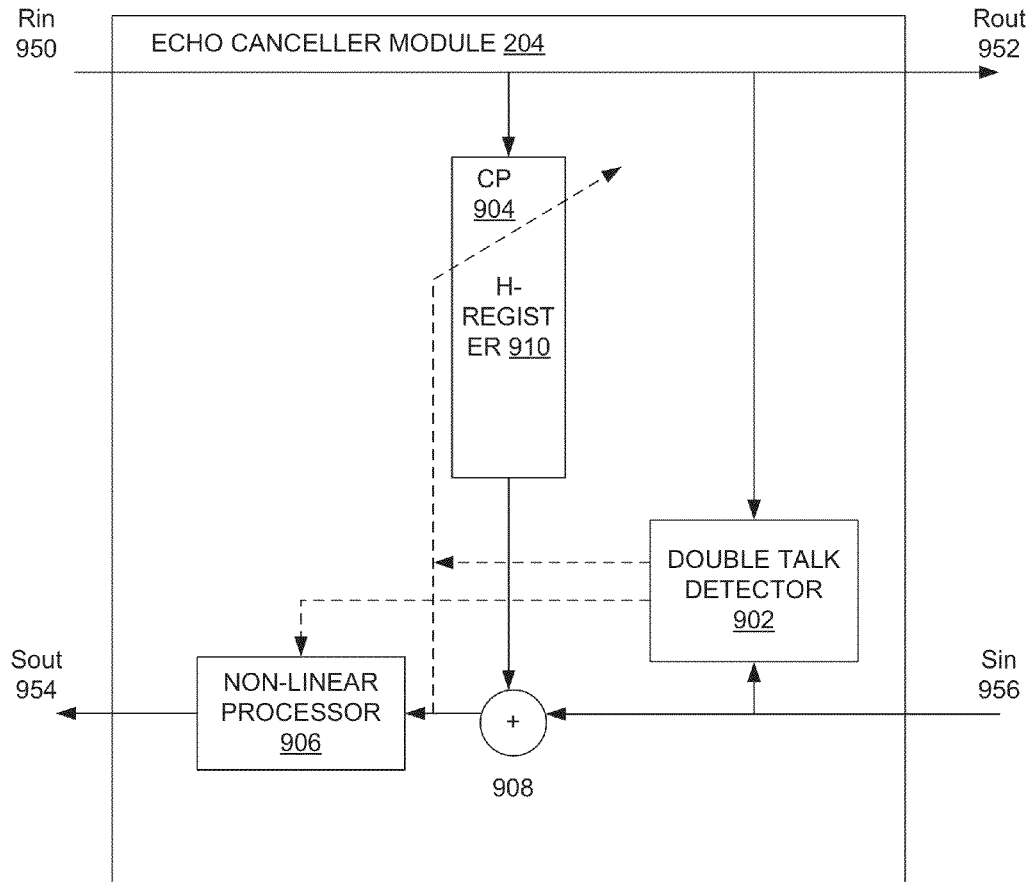 Rin
950
ECHO CANCELLER MODULE 204
Rout
952
CP
904
H-
REGIST
ER 910
DOUBLE TALK
DETECTOR
902
Sout
954
NON-LINEAR
PROCESSOR
906
+
908
Sin
956